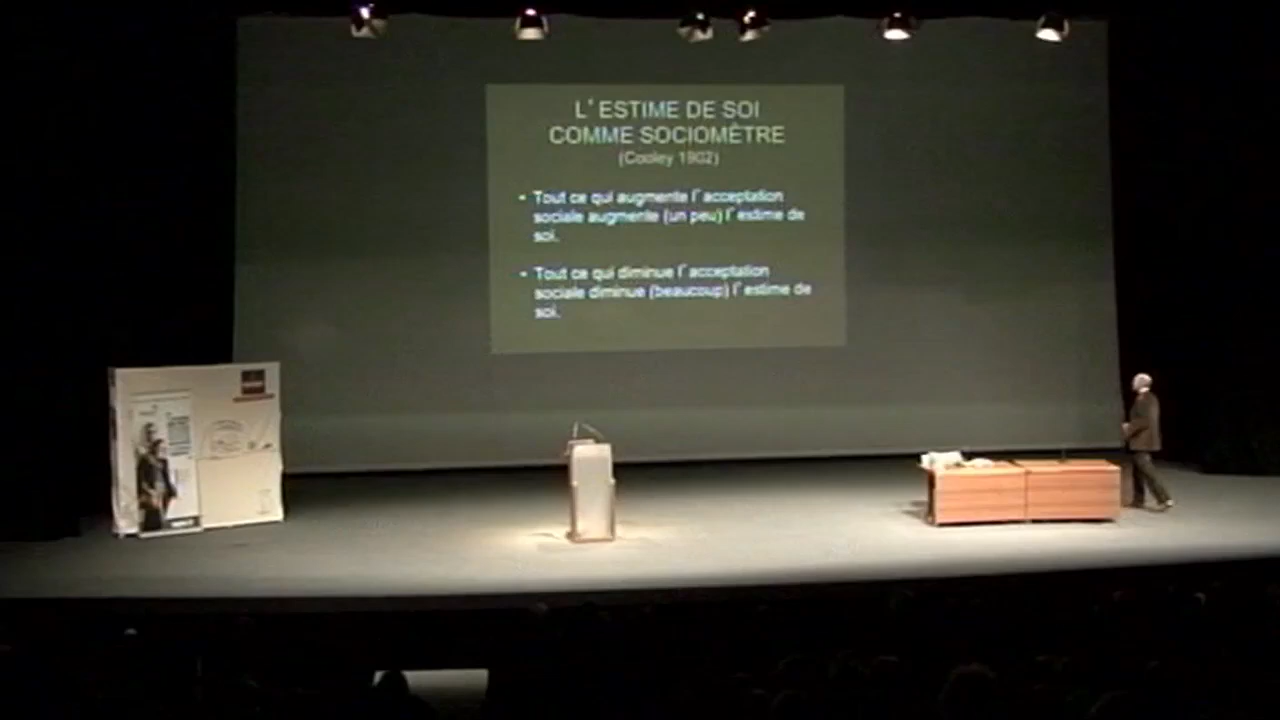 L' ESTIME DE SOI
COMME SOCIOMÈTRE
(Cooley 1902)
• Tout ce qui augmente l' acceptation
sociale augmente (un peu) l' estime de
soi.
• Tout ce qui diminue l' acceptation
sociale diminue (beaucoup) l' estime de
soi.